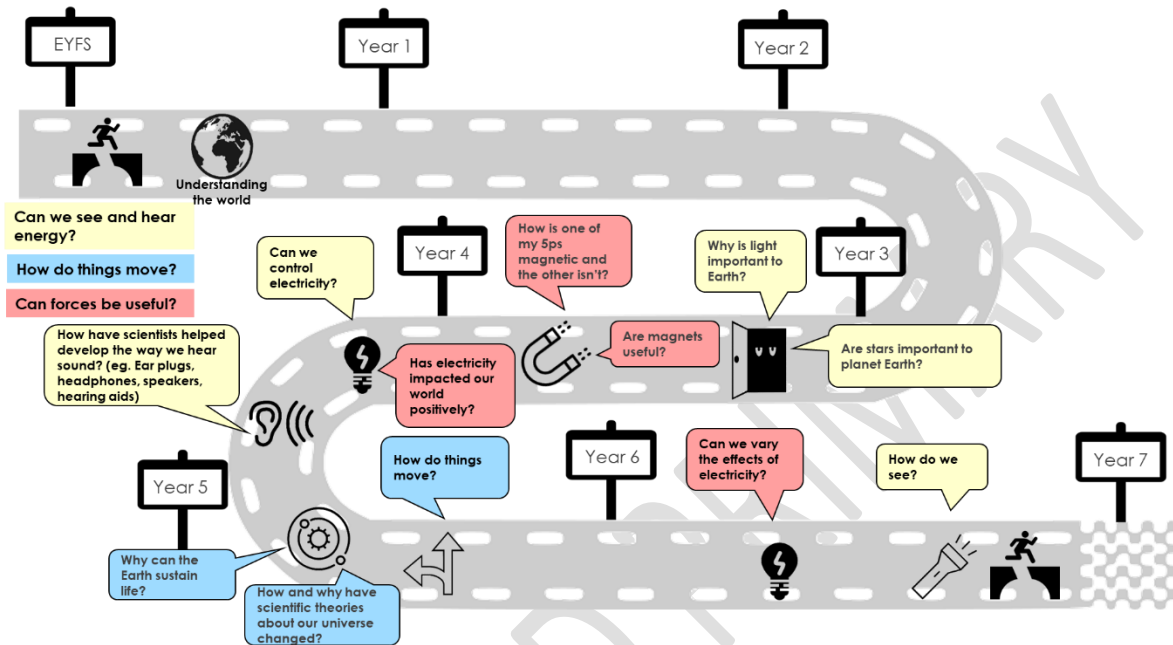 EYFS
Year 1
Year 2
Understanding
the world
Can we see and hear
energy?
How do things move?
Can forces be useful?
Can we
control
electricity?
Year 4
How is one of
my 5ps
magnetic and
the other isn't?
Why is light
important to
Earth?
Year 3
How have scientists helped
develop the way we hear
sound? (eg. Ear plugs,
headphones, speakers,
hearing aids)
Has electricity
impacted our
world
positively?
Are magnets
useful?
Are stars important to
planet Earth?
Year 5
How do things
move?
Year 6
Can we vary
the effects of
electricity?
How do we
see?
Year 7
Why can the
Earth sustain
life?
How and why have
scientific theories
about our universe
changed?
PRIMARY